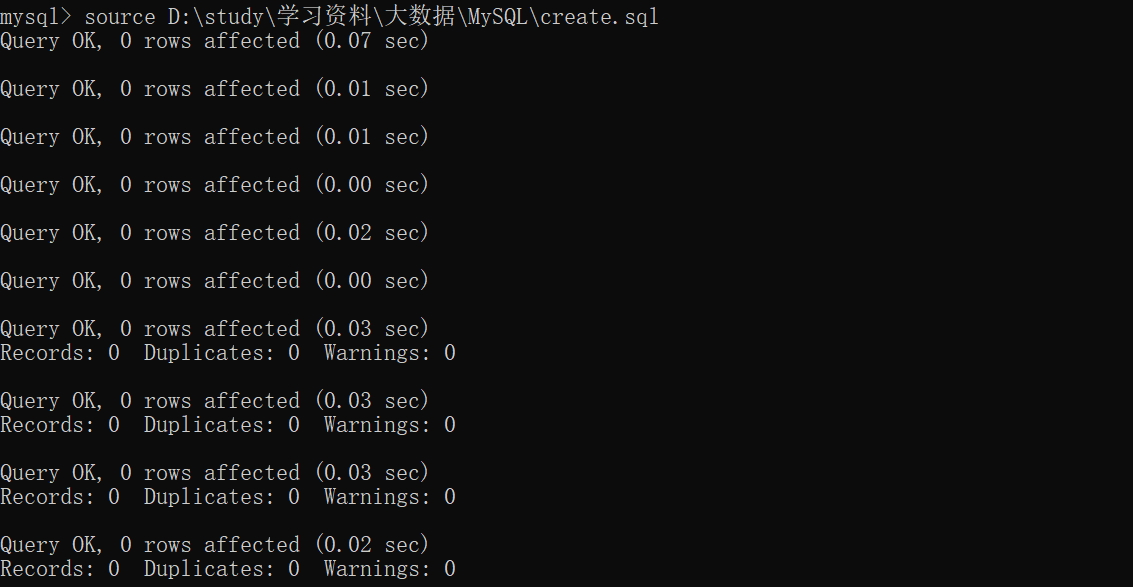 mysql> source D:\study\学习资料\大数据\MySQL\create.sql
Query OK, 0 rows affected (0.07 sec)
Query OK, 0 rows affected (0.01 sec)
Query OK, 0 rows affected (0.01 sec)
Query OK, 0 rows affected (0.00 sec)
Query OK, 0 rows affected (0.02 sec)
Query OK, 0 rows affected (0.00 sec)
Query OK, 0 rows affected (0.03 sec)
Records: 0  Duplicates: 0  Warnings: 0
Query OK, 0 rows affected (0.03 sec)
Records: 0  Duplicates: 0  Warnings: 0
Query OK, 0 rows affected (0.03 sec)
Records: 0  Duplicates: 0  Warnings: 0
Query OK, 0 rows affected (0.02 sec)
Records: 0  Duplicates: 0  Warnings: 0